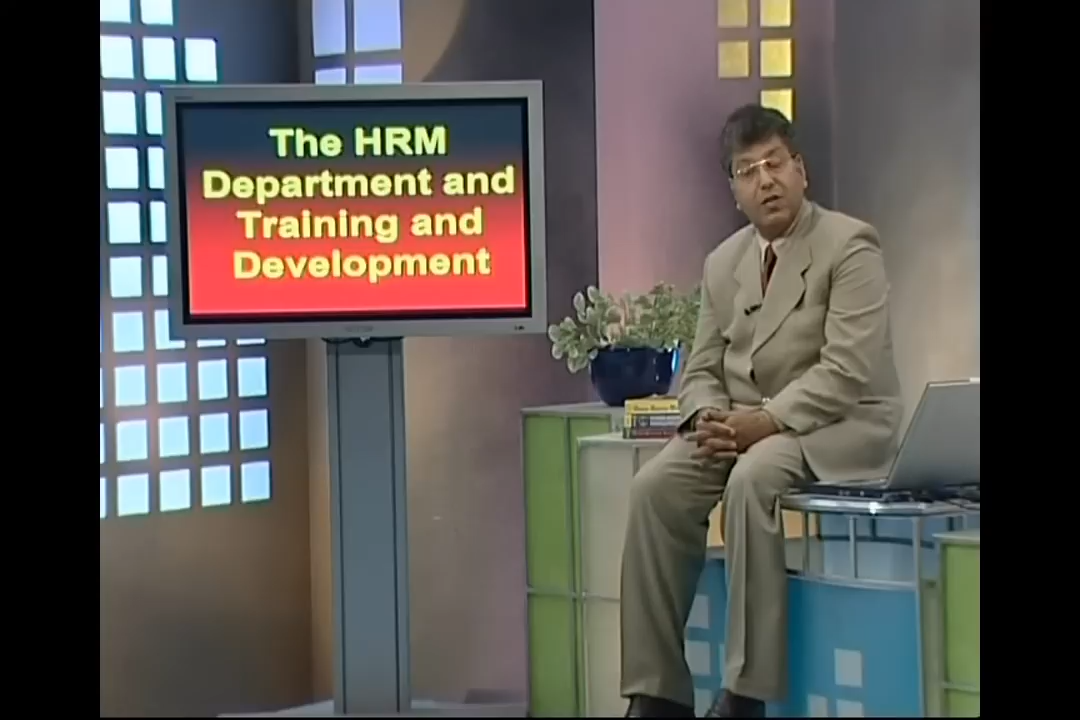 The HRM
Department and
Training and
Development